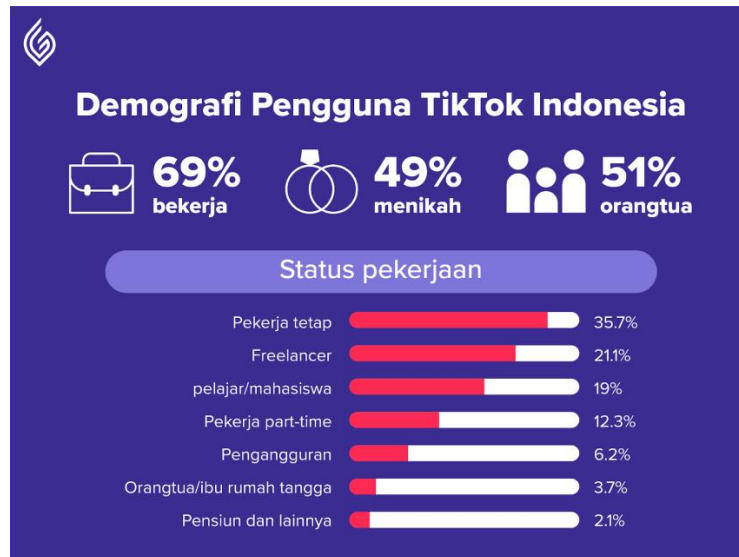 Demografi Pengguna TikTok Indonesia
69%
bekerja
49%
menikah
51%
orangtua
Status pekerjaan
Pekerja tetap 35.7%
Freelancer 21.1%
pelajar/mahasiswa 19%
Pekerja part-time 12.3%
Pengangguran 6.2%
Orangtua/ibu rumah tangga 3.7%
Pensiun dan lainnya 2.1%